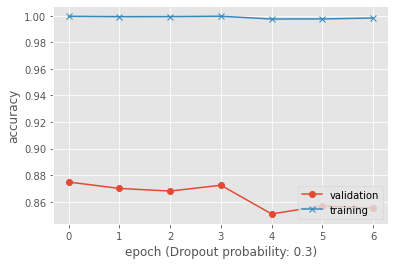 1.00
0.98
0.96
0.94
0.92
0.90
0.88
0.86
accuracy
validation
training
0 1 2 3 4 5 6
epoch (Dropout probability: 0.3)